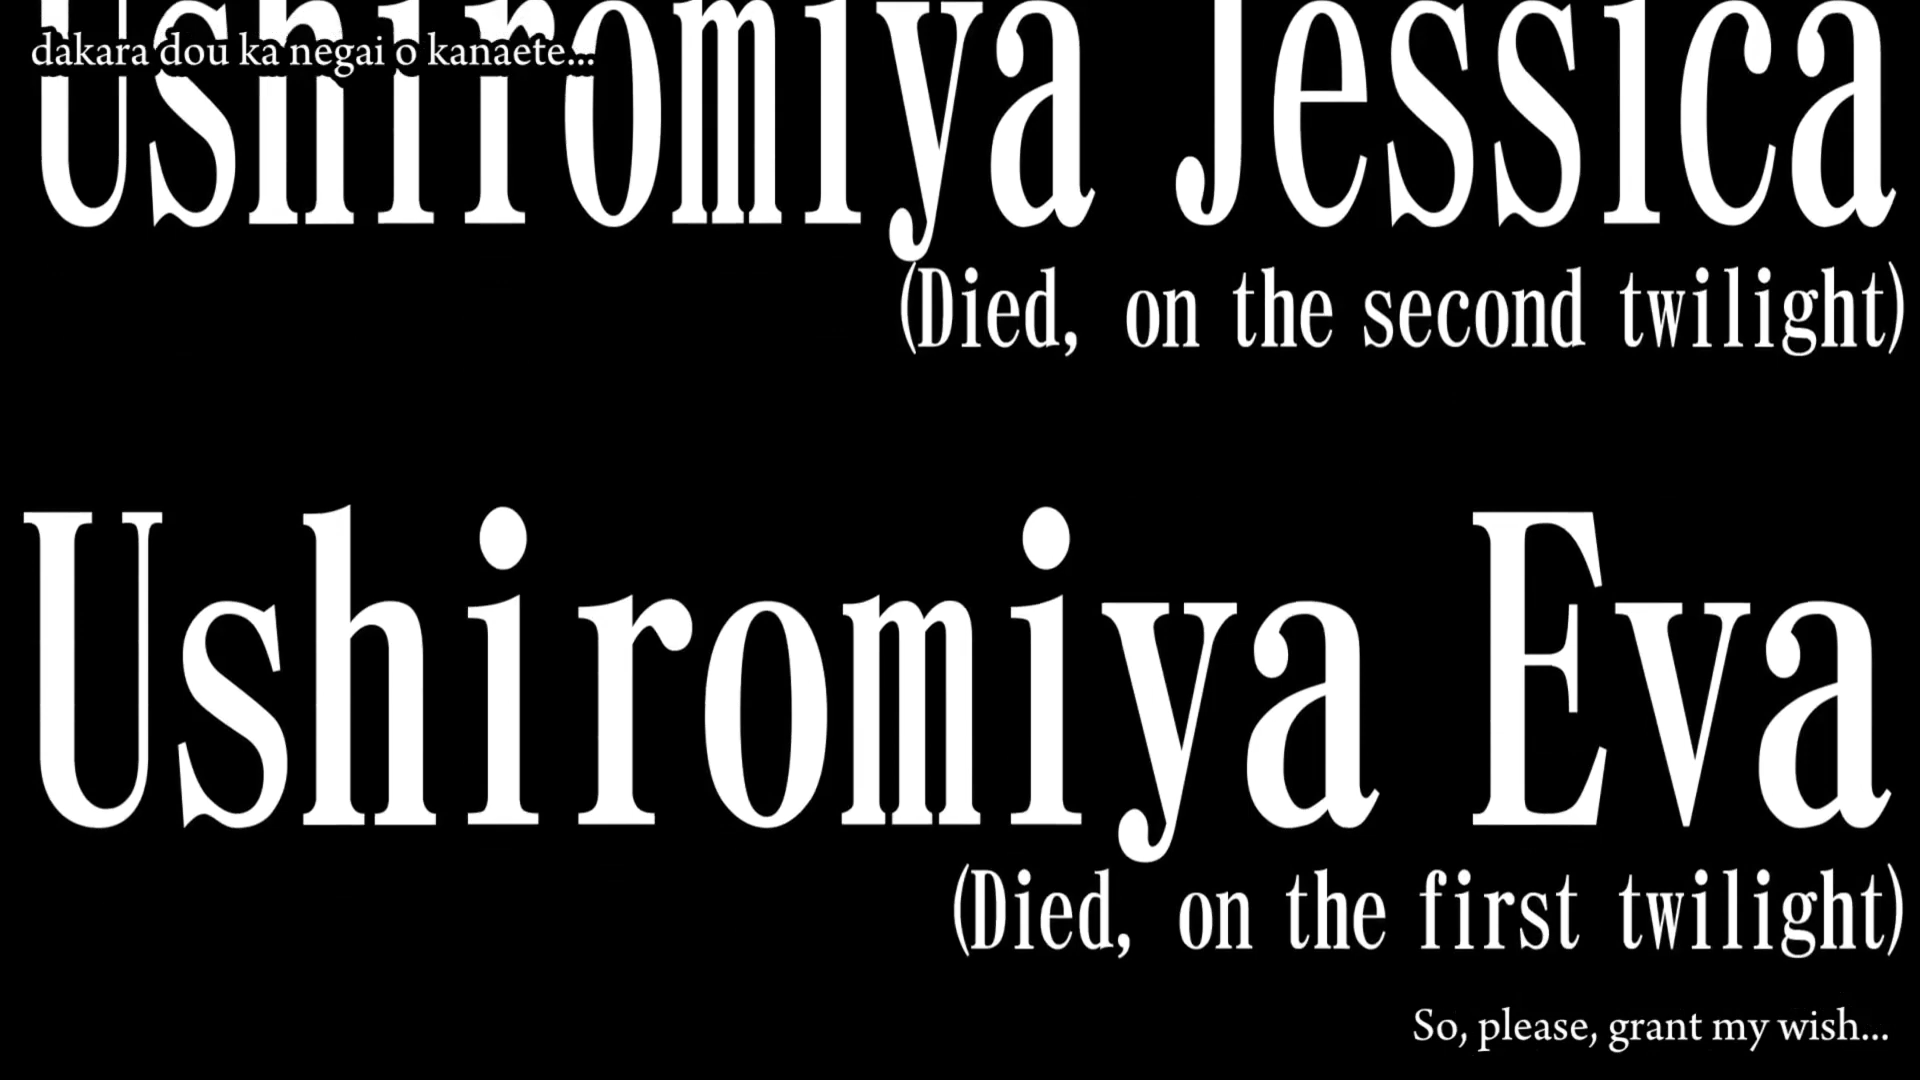 dakara dou ka negai o kanaete...
Ushiromiya Jessica
(Died, on the second twilight)
Ushiromiya Eva
(Died, on the first twilight)
So, please, grant my wish...